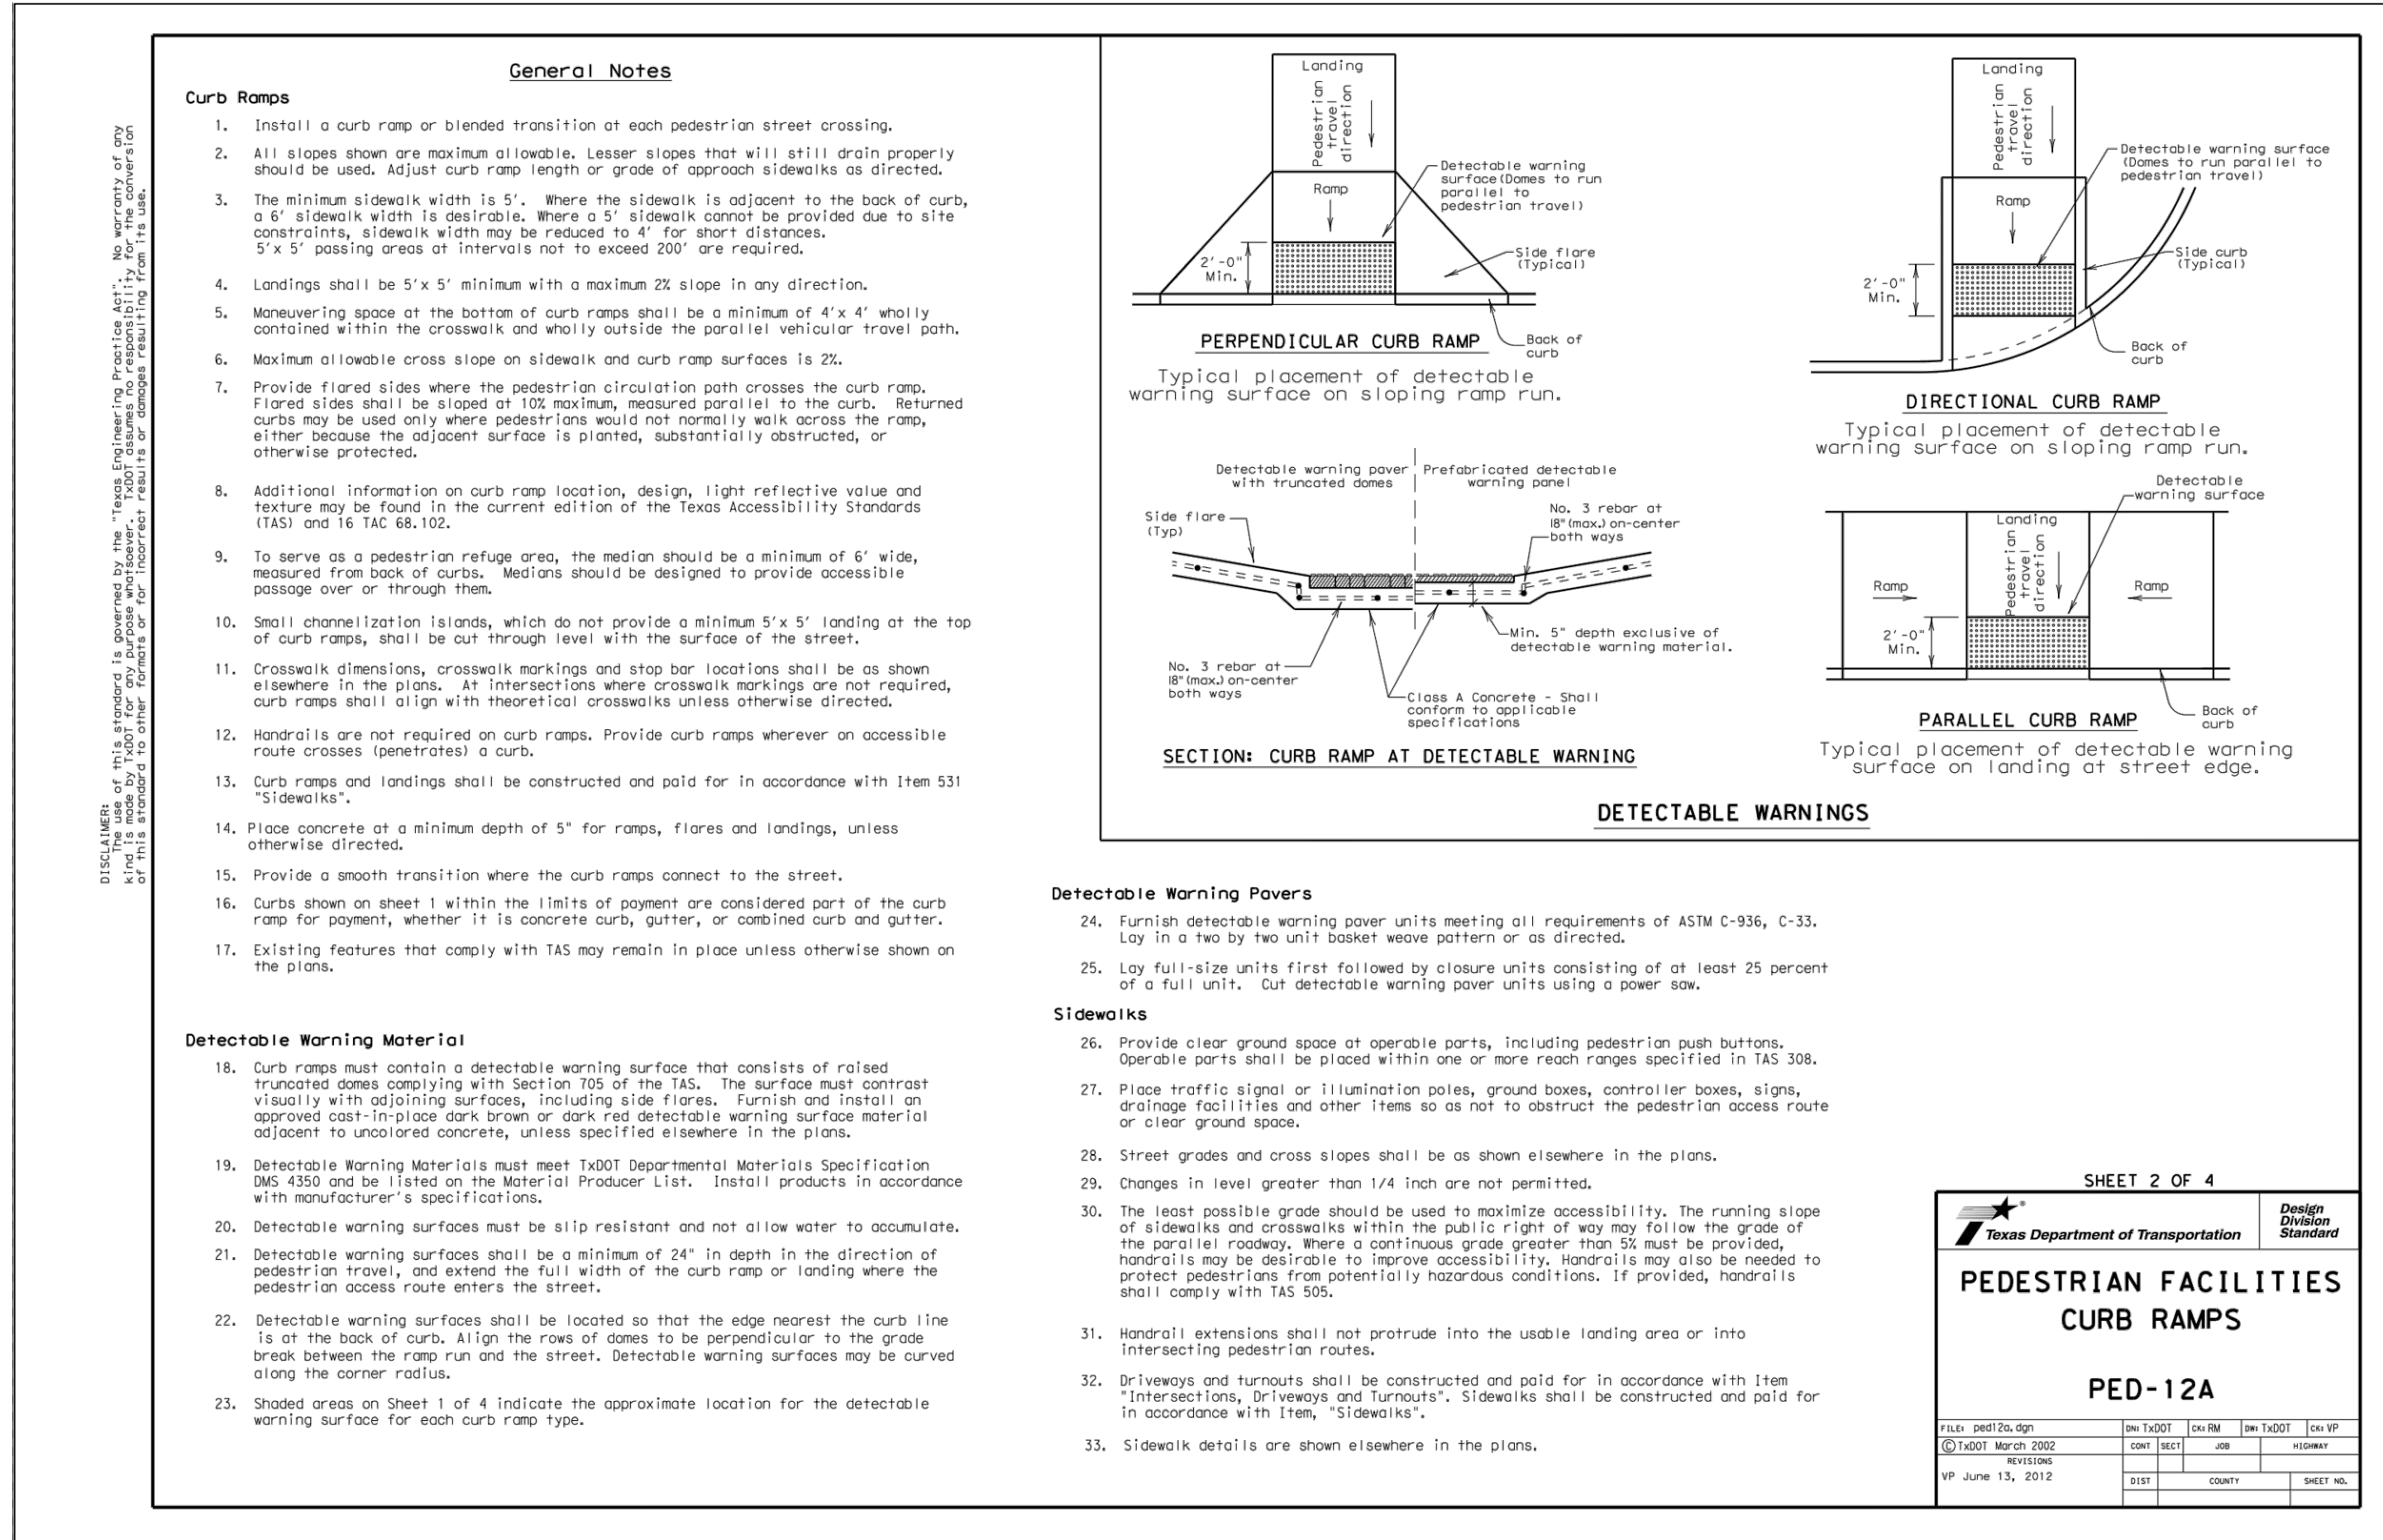 DISCLAIMER:
The use of this standard is governed by the "Texas Engineering Practice Act".  No warranty of any
kind is made by TxDOT for any purpose whatsoever.  TxDOT assumes no responsibility for the conversion
of this standard to other formats or for incorrect results or damages resulting from its use.
General Notes
Curb Ramps
1. Install a curb ramp or blended transition at each pedestrian street crossing.
2. All slopes shown are maximum allowable. Lesser slopes that will still drain properly
should be used. Adjust curb ramp length or grade of approach sidewalks as directed.
3. The minimum sidewalk width is 5'.  Where the sidewalk is adjacent to the back of curb,
a 6' sidewalk width is desirable. Where a 5' sidewalk cannot be provided due to site
constraints, sidewalk width may be reduced to 4' for short distances.
5'x 5' passing areas at intervals not to exceed 200' are required.
4. Landings shall be 5'x 5' minimum with a maximum 2% slope in any direction.
5. Maneuvering space at the bottom of curb ramps shall be a minimum of 4'x 4' wholly
contained within the crosswalk and wholly outside the parallel vehicular travel path.
6. Maximum allowable cross slope on sidewalk and curb ramp surfaces is 2%.
7. Provide flared sides where the pedestrian circulation path crosses the curb ramp.
Flared sides shall be sloped at 10% maximum, measured parallel to the curb.  Returned
curbs may be used only where pedestrians would not normally walk across the ramp,
either because the adjacent surface is planted, substantially obstructed, or
otherwise protected.
8. Additional information on curb ramp location, design, light reflective value and
texture may be found in the current edition of the Texas Accessibility Standards
(TAS) and 16 TAC 68.102.
9. To serve as a pedestrian refuge area, the median should be a minimum of 6' wide,
measured from back of curbs.  Medians should be designed to provide accessible
passage over or through them.
10. Small channelization islands, which do not provide a minimum 5'x 5' landing at the top
of curb ramps, shall be cut through level with the surface of the street.
11. Crosswalk dimensions, crosswalk markings and stop bar locations shall be as shown
elsewhere in the plans.  At intersections where crosswalk markings are not required,
curb ramps shall align with theoretical crosswalks unless otherwise directed.
12. Handrails are not required on curb ramps. Provide curb ramps wherever on accessible
route crosses (penetrates) a curb.
13. Curb ramps and landings shall be constructed and paid for in accordance with Item 531
"Sidewalks".
14. Place concrete at a minimum depth of 5" for ramps, flares and landings, unless
otherwise directed.
15. Provide a smooth transition where the curb ramps connect to the street.
16. Curbs shown on sheet 1 within the limits of payment are considered part of the curb
ramp for payment, whether it is concrete curb, gutter, or combined curb and gutter.
17. Existing features that comply with TAS may remain in place unless otherwise shown on
the plans.
Detectable Warning Material
18. Curb ramps must contain a detectable warning surface that consists of raised
truncated domes complying with Section 705 of the TAS.  The surface must contrast
visually with adjoining surfaces, including side flares.  Furnish and install an
approved cast-in-place dark brown or dark red detectable warning surface material
adjacent to uncolored concrete, unless specified elsewhere in the plans.
19. Detectable Warning Materials must meet TxDOT Departmental Materials Specification
DMS 4350 and be listed on the Material Producer List.  Install products in accordance
with manufacturer's specifications.
20. Detectable warning surfaces must be slip resistant and not allow water to accumulate.
21. Detectable warning surfaces shall be a minimum of 24" in depth in the direction of
pedestrian travel, and extend the full width of the curb ramp or landing where the
pedestrian access route enters the street.
22. Detectable warning surfaces shall be located so that the edge nearest the curb line
is at the back of curb. Align the rows of domes to be perpendicular to the grade
break between the ramp run and the street. Detectable warning surfaces may be curved
along the corner radius.
23. Shaded areas on Sheet 1 of 4 indicate the approximate location for the detectable
warning surface for each curb ramp type.
Landing
Pedestrian
travel
direction
Ramp
Detectable warning
surface(Domes to run
parallel to
pedestrian travel)
2'-0"
Min.
Side flare
(Typical)
PERPENDICULAR CURB RAMP
Back of
curb
Typical placement of detectable
warning surface on sloping ramp run.
Landing
Pedestrian
travel
direction
Detectable warning surface
(Domes to run parallel to
pedestrian travel)
Ramp
Side curb
(Typical)
2'-0"
Min.
Back of
curb
DIRECTIONAL CURB RAMP
Typical placement of detectable
warning surface on sloping ramp run.
Detectable warning paver
with truncated domes
Prefabricated detectable
warning panel
Side flare
(Typ)
No. 3 rebar at
18"(max.) on-center
both ways
Min. 5" depth exclusive of
detectable warning material.
No. 3 rebar at
18"(max.) on-center
both ways
Class A Concrete - Shall
conform to applicable
specifications
SECTION: CURB RAMP AT DETECTABLE WARNING
Detectable
warning surface
Landing
Pedestrian
travel
direction
Ramp
Ramp
2'-0"
Min.
Back of
curb
PARALLEL CURB RAMP
Typical placement of detectable warning
surface on landing at street edge.
DETECTABLE WARNINGS
Detectable Warning Pavers
24. Furnish detectable warning paver units meeting all requirements of ASTM C-936, C-33.
Lay in a two by two unit basket weave pattern or as directed.
25. Lay full-size units first followed by closure units consisting of at least 25 percent
of a full unit.  Cut detectable warning paver units using a power saw.
Sidewalks
26. Provide clear ground space at operable parts, including pedestrian push buttons.
Operable parts shall be placed within one or more reach ranges specified in TAS 308.
27. Place traffic signal or illumination poles, ground boxes, controller boxes, signs,
drainage facilities and other items so as not to obstruct the pedestrian access route
or clear ground space.
28. Street grades and cross slopes shall be as shown elsewhere in the plans.
29. Changes in level greater than 1/4 inch are not permitted.
30. The least possible grade should be used to maximize accessibility. The running slope
of sidewalks and crosswalks within the public right of way may follow the grade of
the parallel roadway. Where a continuous grade greater than 5% must be provided,
handrails may be desirable to improve accessibility. Handrails may also be needed to
protect pedestrians from potentially hazardous conditions. If provided, handrails
shall comply with TAS 505.
31. Handrail extensions shall not protrude into the usable landing area or into
intersecting pedestrian routes.
32. Driveways and turnouts shall be constructed and paid for in accordance with Item
"Intersections, Driveways and Turnouts". Sidewalks shall be constructed and paid for
in accordance with Item, "Sidewalks".
33. Sidewalk details are shown elsewhere in the plans.
SHEET 2 OF 4
®
Texas Department of Transportation
Design
Division
Standard
PEDESTRIAN FACILITIES
CURB RAMPS
PED-12A
FILE: ped12a.dgn
DN: TxDOT
CK: RM
DW: TxDOT
CK: VP
© TxDOT March 2002
CONT
SECT
JOB
HIGHWAY
REVISIONS
VP June 13, 2012
DIST
COUNTY
SHEET NO.